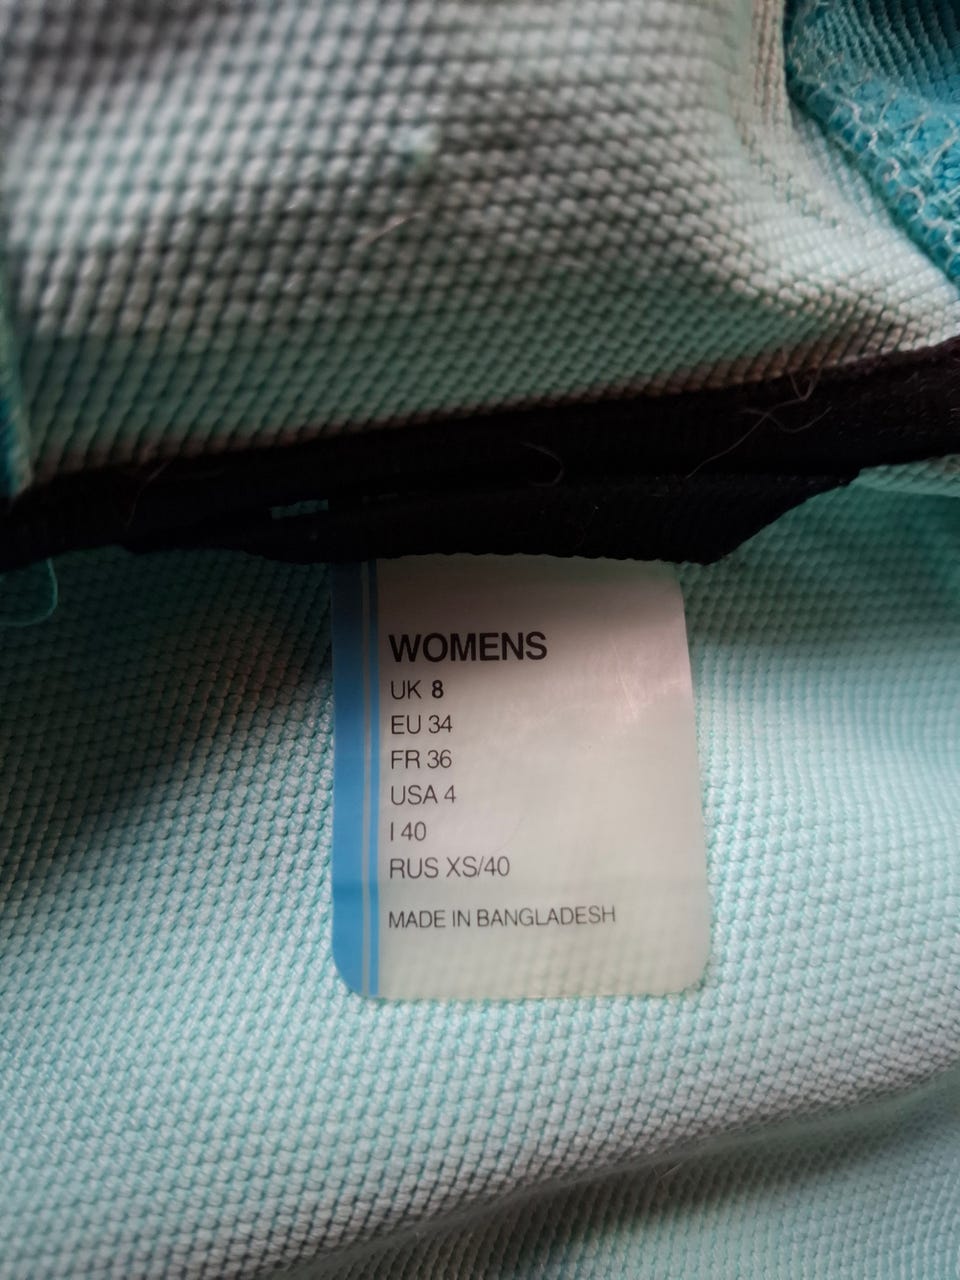 WOMENS
UK 8
EU 34
FR 36
USA 4
I 40
RUS XS/40
MADE IN BANGLADESH